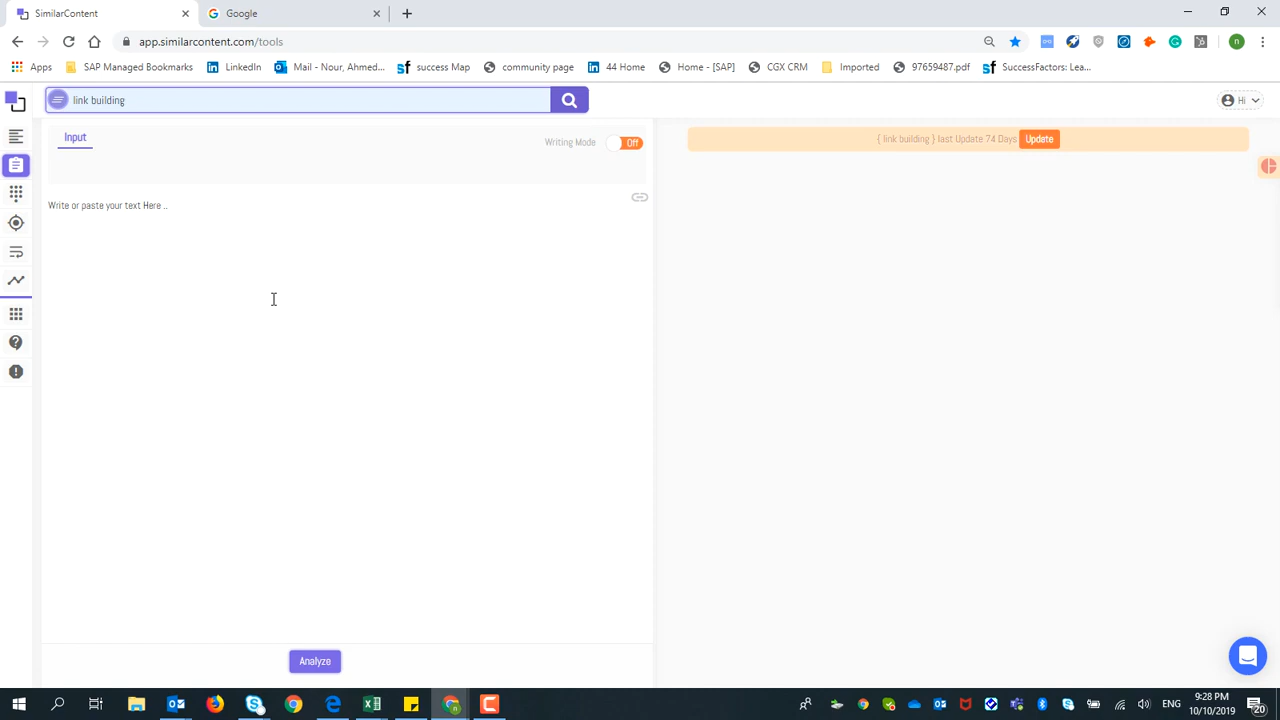 SimilarContent
Google
app.similarcontent.com/tools
Apps
SAP Managed Bookmarks
LinkedIn
Mail - Nour, Ahmed...
success Map
community page
44 Home
Home - [SAP]
CGX CRM
Imported
97659487.pdf
SuccessFactors: Lea...
link building
Hi
Input
Writing Mode
Off
{ link building } last Update 74 Days
Update
Write or paste your text Here ..
Analyze
ENG
9:28 PM
10/10/2019
20